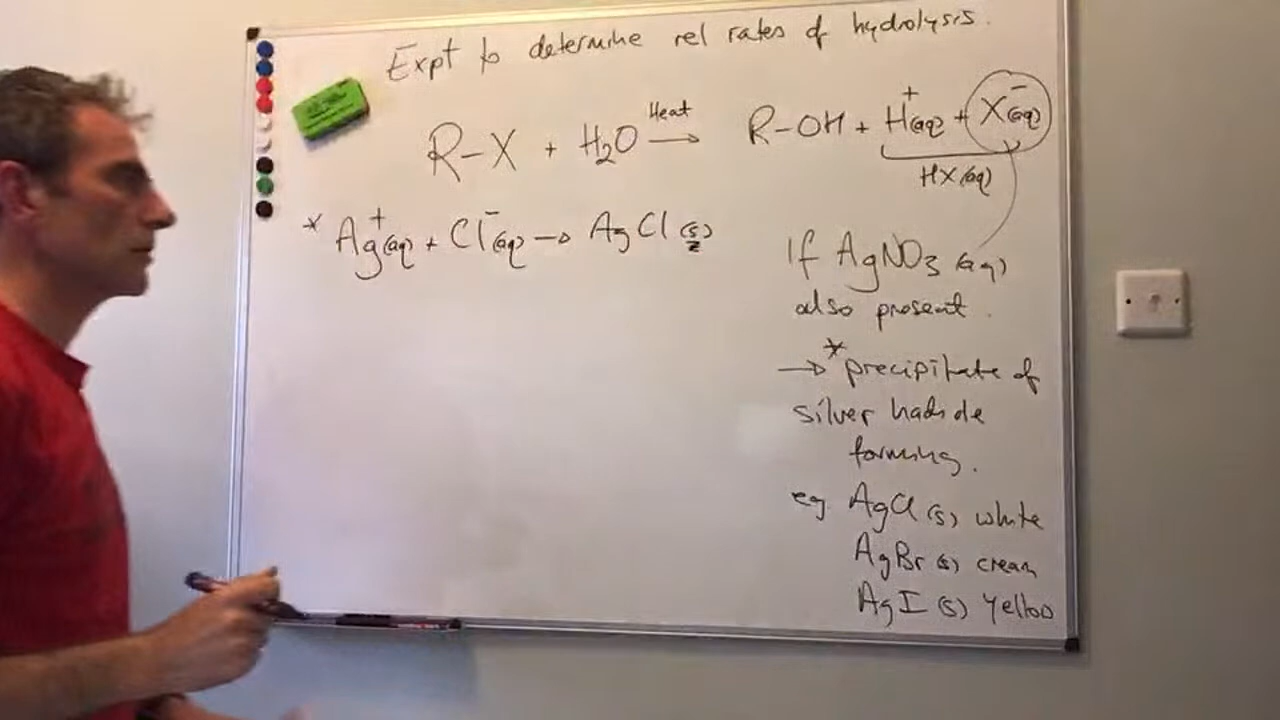 Expt to determine rel rates of hydrolysis.
R-X + H₂O Heat → R-OH + H⁺(aq) + X⁻(aq)
HX(aq)
* Ag⁺(aq) + Cl⁻(aq) → AgCl (s)
If AgNO₃ (aq)
also present.
→ * precipitate of
silver halide
forming.
eg AgCl (s) white
AgBr (s) cream
AgI (s) Yellow